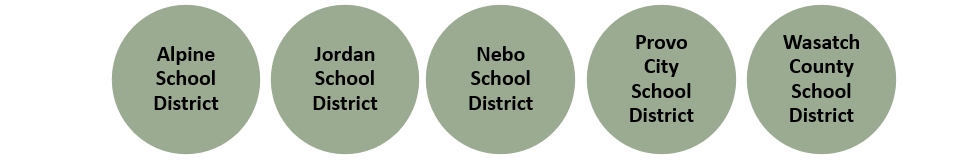 Alpine
School
District
Jordan
School
District
Nebo
School
District
Provo
City
School
District
Wasatch
County
School
District